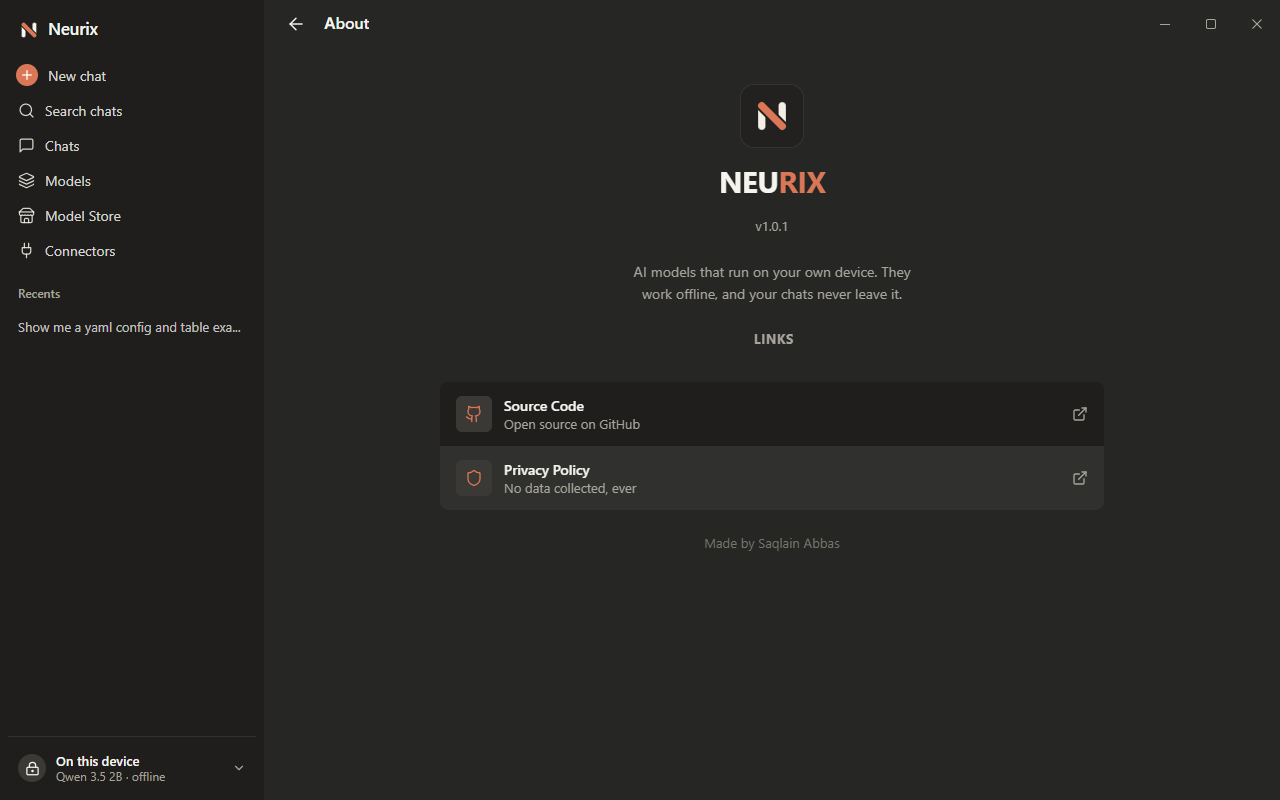 Neurix
New chat
Search chats
Chats
Models
Model Store
Connectors
Recents
Show me a yaml config and table exa...
On this device
Qwen 3.5 2B · offline
About
NEURIX
v1.0.1
AI models that run on your own device. They
work offline, and your chats never leave it.
LINKS
Source Code
Open source on GitHub
Privacy Policy
No data collected, ever
Made by Saqlain Abbas